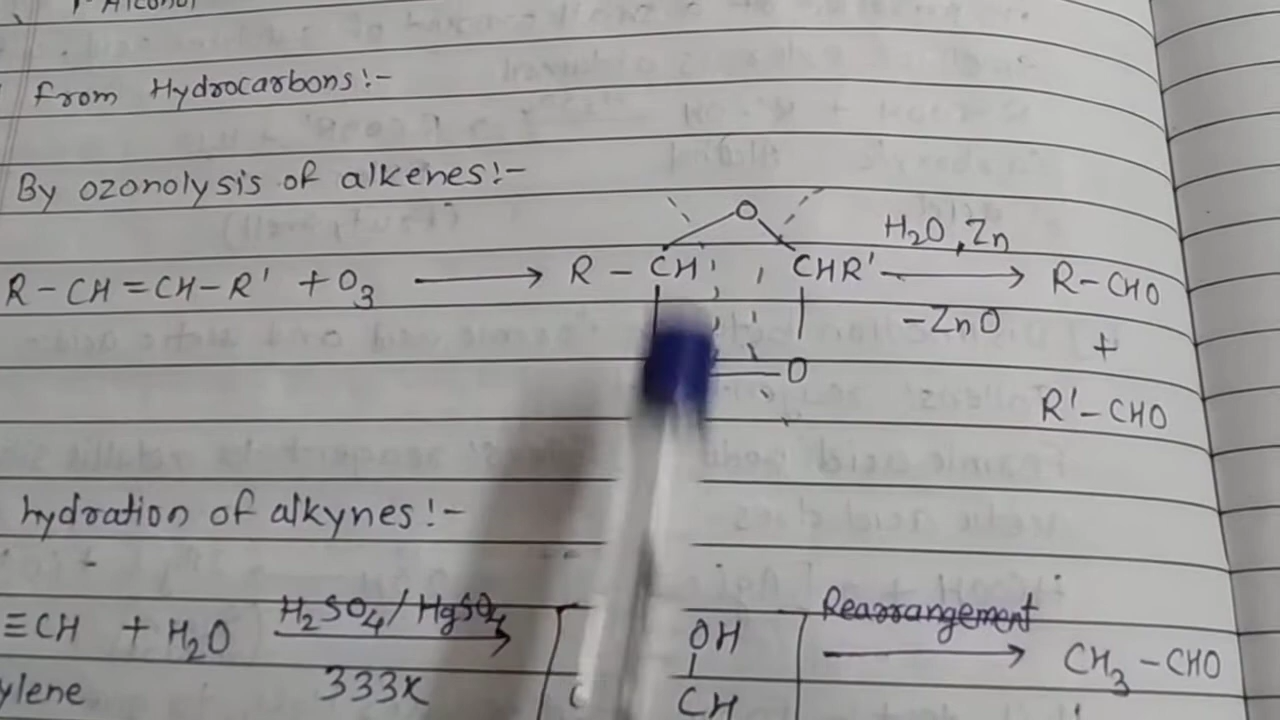 Alcohol
from Hydrocarbons:-
By ozonolysis of alkenes:-
O
R-CH=CH-R' +O₃ ⟶ R-CH CHR' H₂O,Zn ⟶ -ZnO R-CHO
O
+
R'-CHO
hydration of alkynes:-
≡CH + H₂O H₂SO₄/HgSO₄ ⟶ 333K OH Rearrangement ⟶ CH₃-CHO
ylene CH